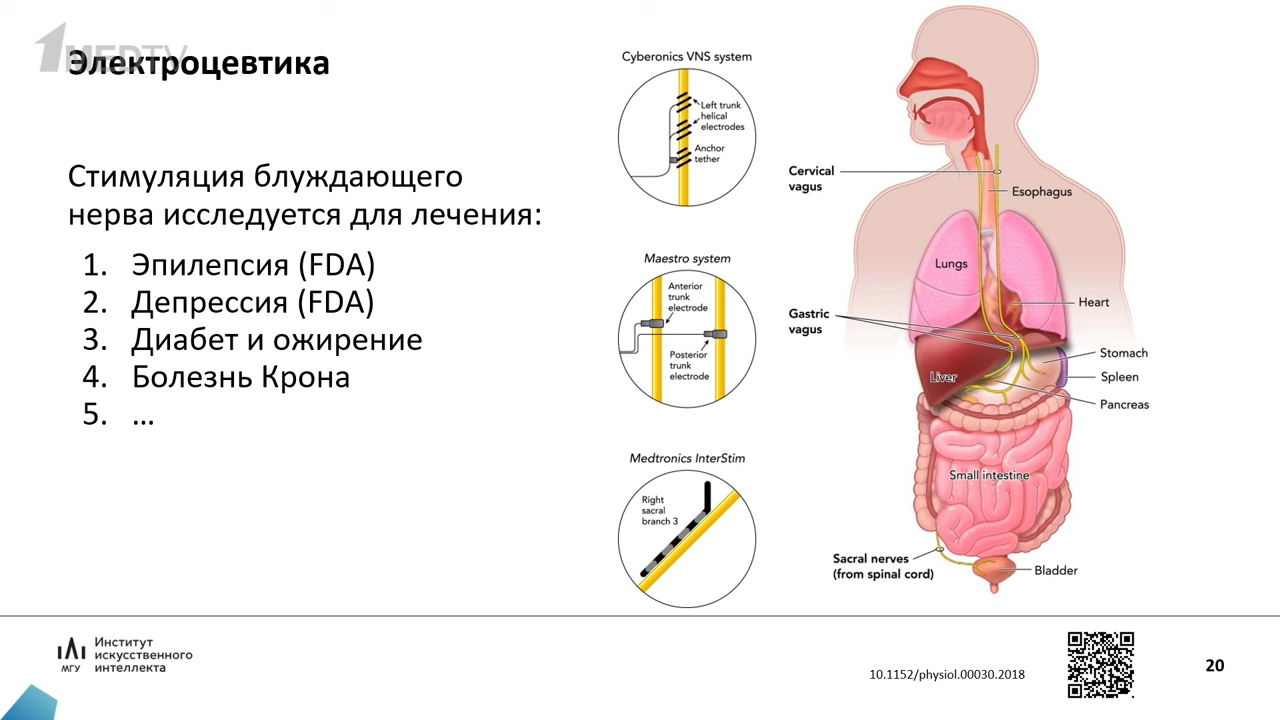 1MEDTV
Электроцевтика
Стимуляция блуждающего
нерва исследуется для лечения:
1. Эпилепсия (FDA)
2. Депрессия (FDA)
3. Диабет и ожирение
4. Болезнь Крона
5. ...
Cyberonics VNS system
Left trunk
helical
electrodes
Anchor
tether
Maestro system
Anterior
trunk
electrode
Posterior
trunk
electrode
Medtronics InterStim
Right
sacral
branch 3
Cervical
vagus
Esophagus
Lungs
Heart
Gastric
vagus
Stomach
Liver
Spleen
Pancreas
Small intestine
Sacral nerves
(from spinal cord)
Bladder
МГУ
Институт
искусственного
интеллекта
10.1152/physiol.00030.2018
20